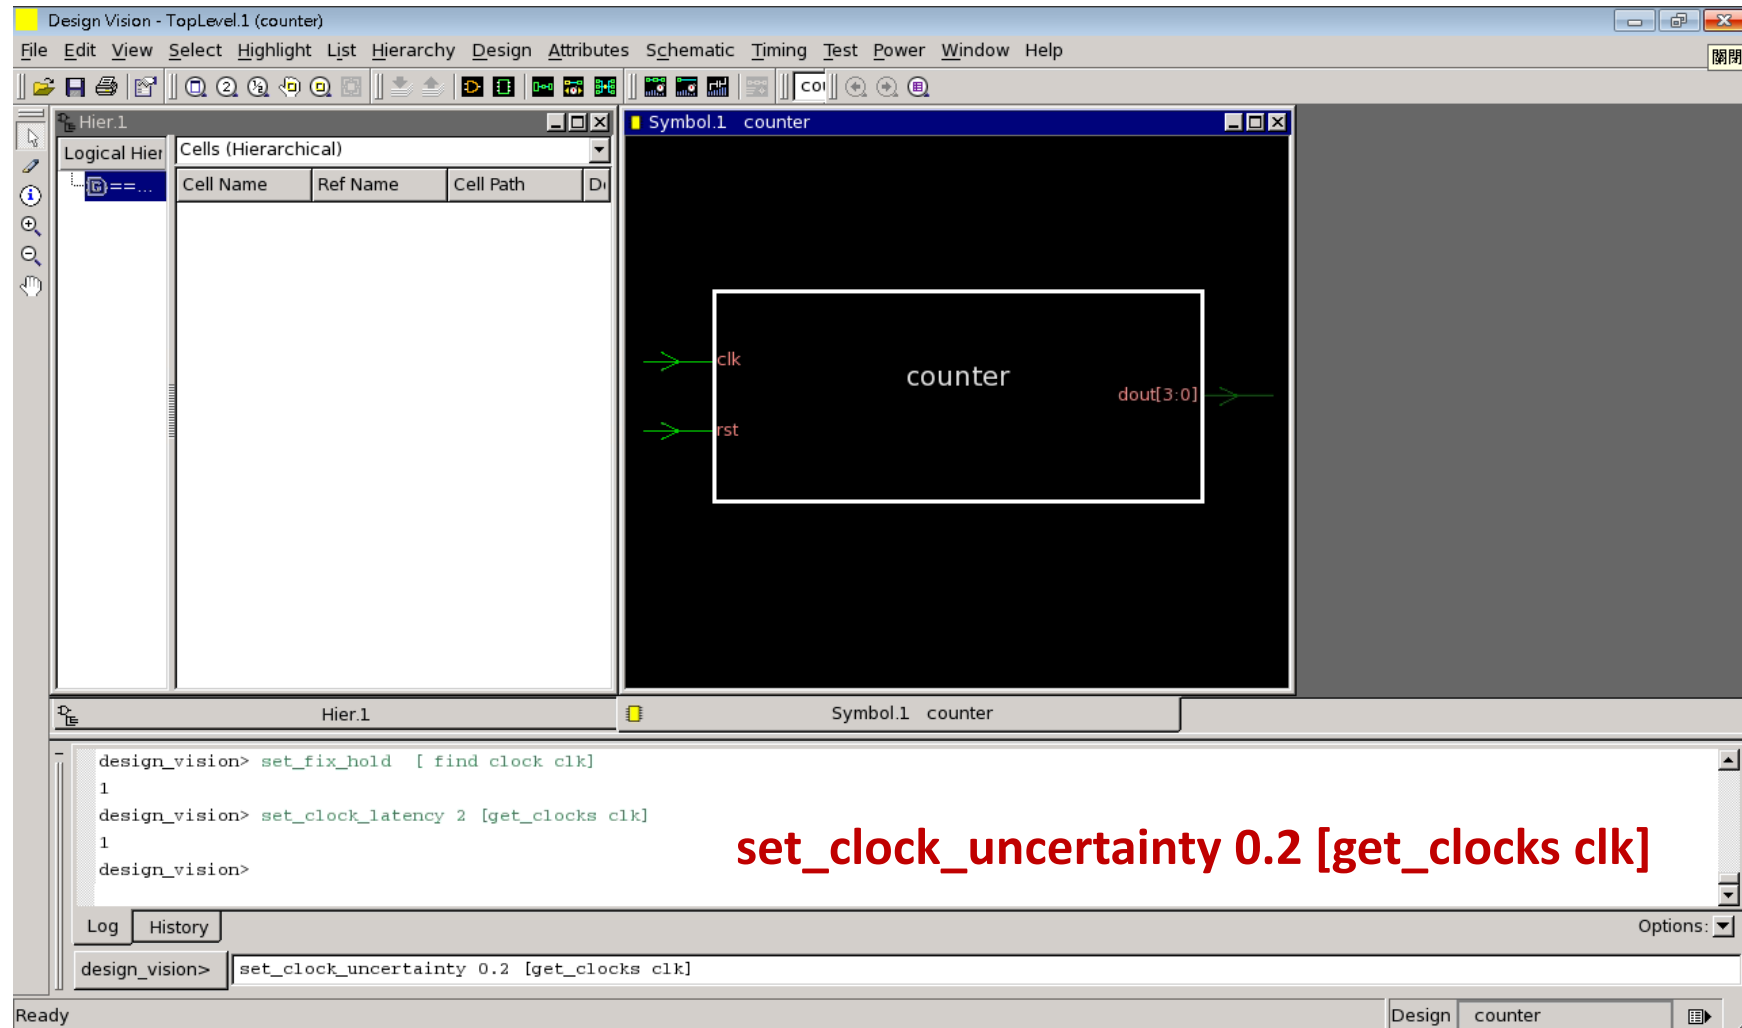 Design Vision - TopLevel.1 (counter)
File Edit View Select Highlight List Hierarchy Design Attributes Schematic Timing Test Power Window Help
關閉
cou
Hier.1
Symbol.1 counter
Logical Hier
Cells (Hierarchical)
==...
Cell Name Ref Name Cell Path D
clk
counter
dout[3:0]
rst
Hier.1
Symbol.1 counter
design_vision> set_fix_hold [ find clock clk]
1
design_vision> set_clock_latency 2 [get_clocks clk]
1
design_vision>
set_clock_uncertainty 0.2 [get_clocks clk]
Log History
Options:
design_vision> set_clock_uncertainty 0.2 [get_clocks clk]
Ready
Design counter